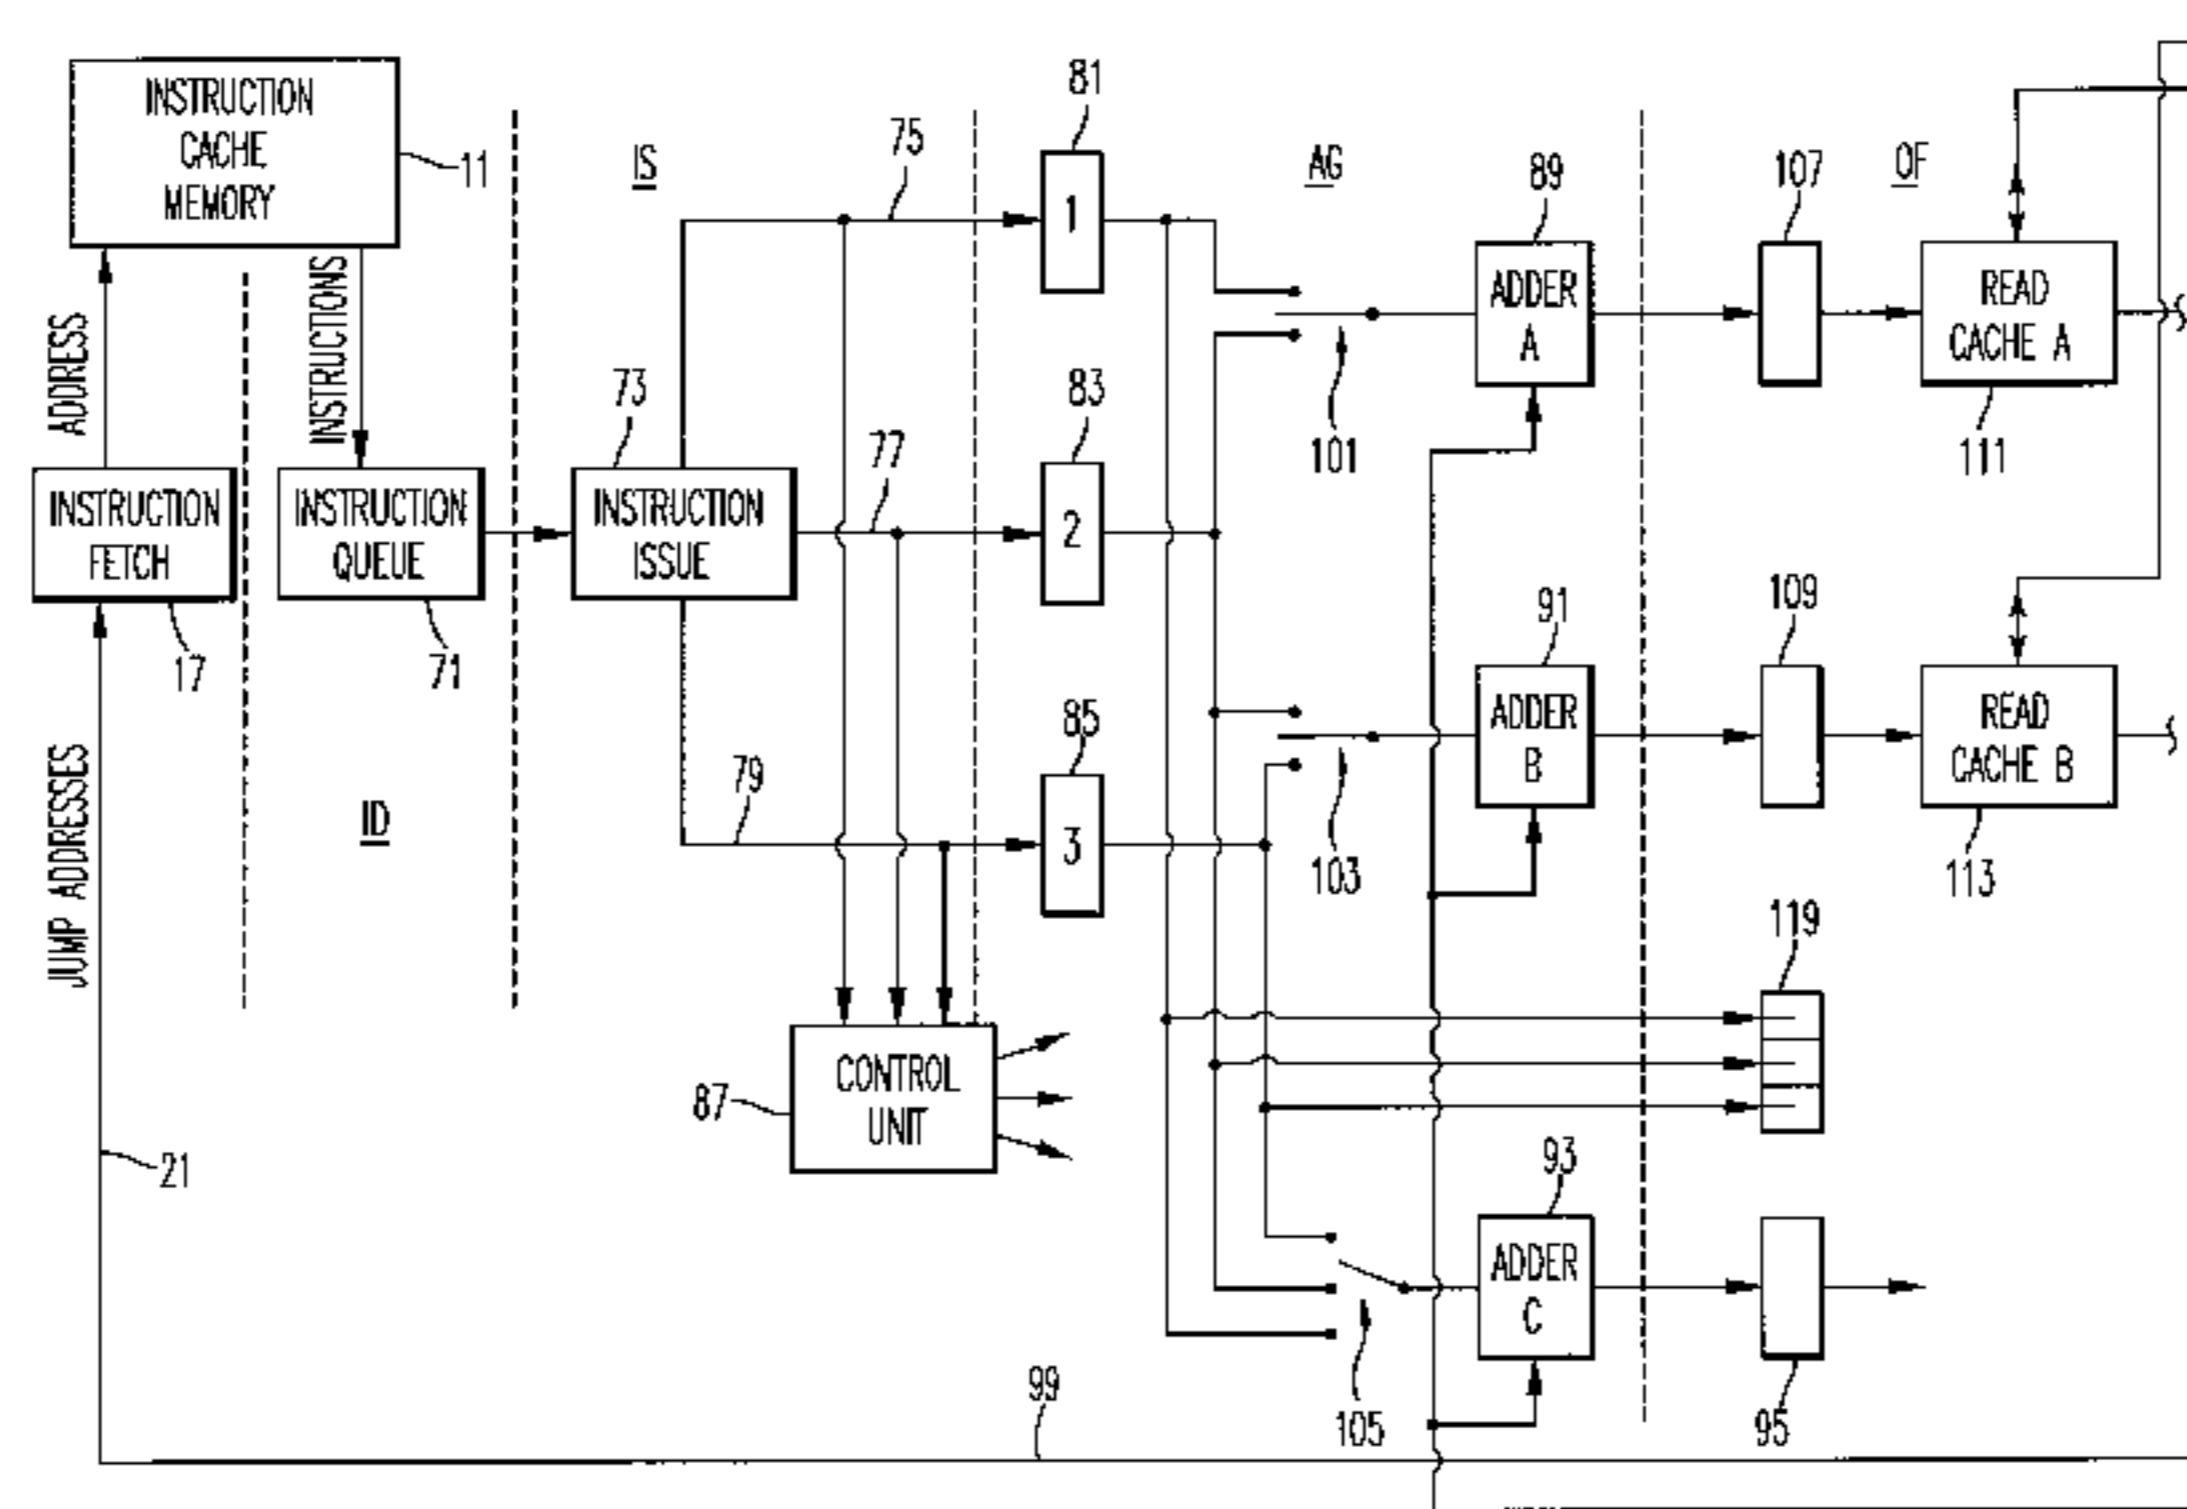 INSTRUCTION
CACHE
MEMORY
11
IS
75
81
AG
89
107
OF
1
ADDRESS
INSTRUCTIONS
ADDER
A
READ
CACHE A
73
77
83
101
111
INSTRUCTION
FETCH
INSTRUCTION
QUEUE
INSTRUCTION
ISSUE
2
17
71
91
109
85
ADDER
B
READ
CACHE B
JUMP ADDRESSES
ID
79
3
103
113
119
CONTROL
UNIT
87
21
93
ADDER
C
99
105
95